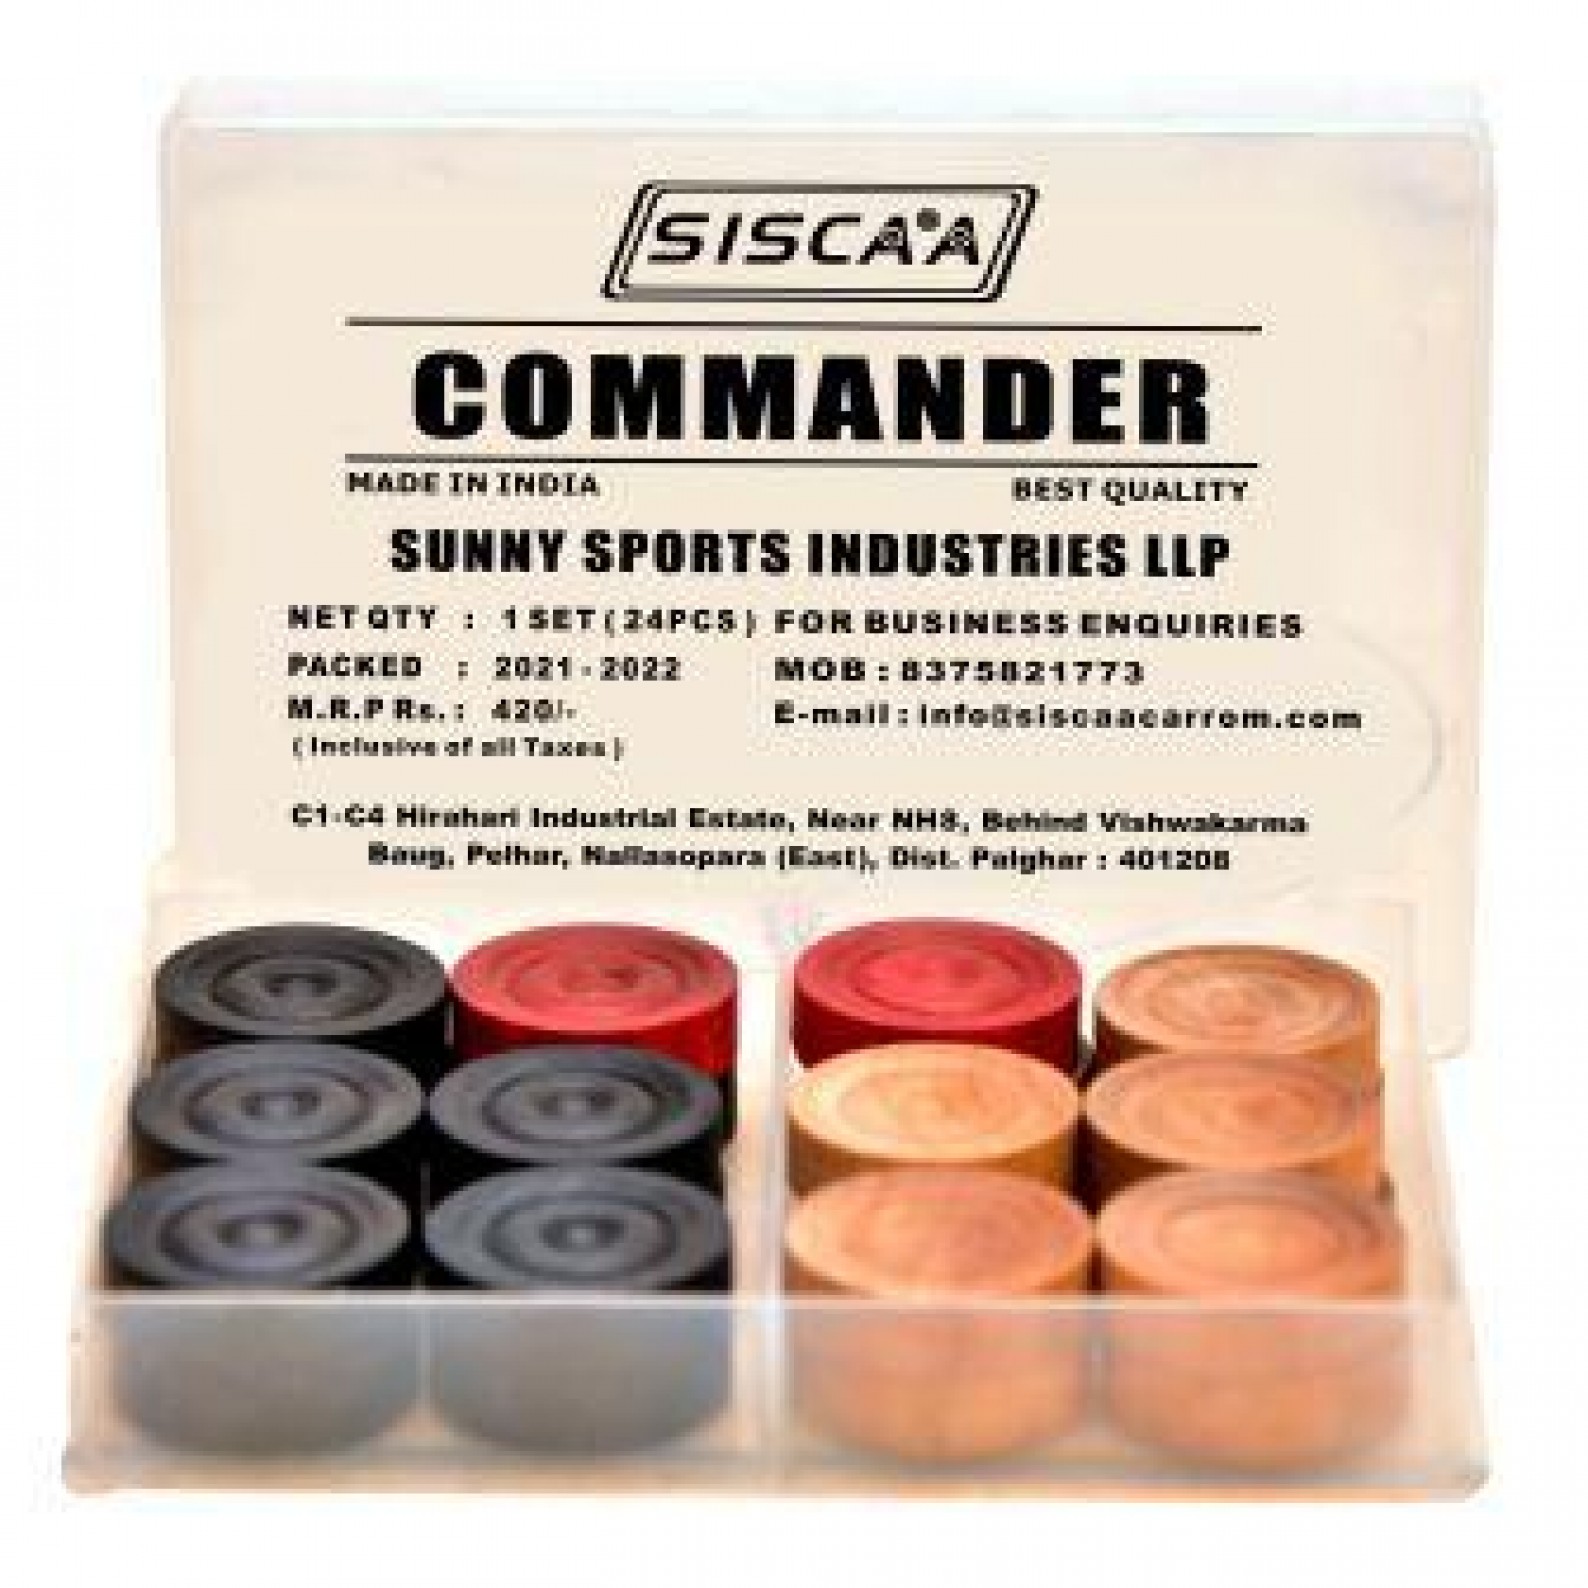 SISCA'A
COMMANDER
MADE IN INDIA BEST QUALITY
SUNNY SPORTS INDUSTRIES LLP
NET QTY : 1 SET ( 24PCS ) FOR BUSINESS ENQUIRIES
PACKED : 2021 - 2022 MOB : 8375821773
M.R.P Rs. : 420/- E-mail : info@siscaacarrom.com
( Inclusive of all Taxes )
C1-C4 Hirahari Industrial Estate, Near NH8, Behind Vishwakarma
Baug, Pelhar, Nallasopara (East), Dist. Palghar : 401208